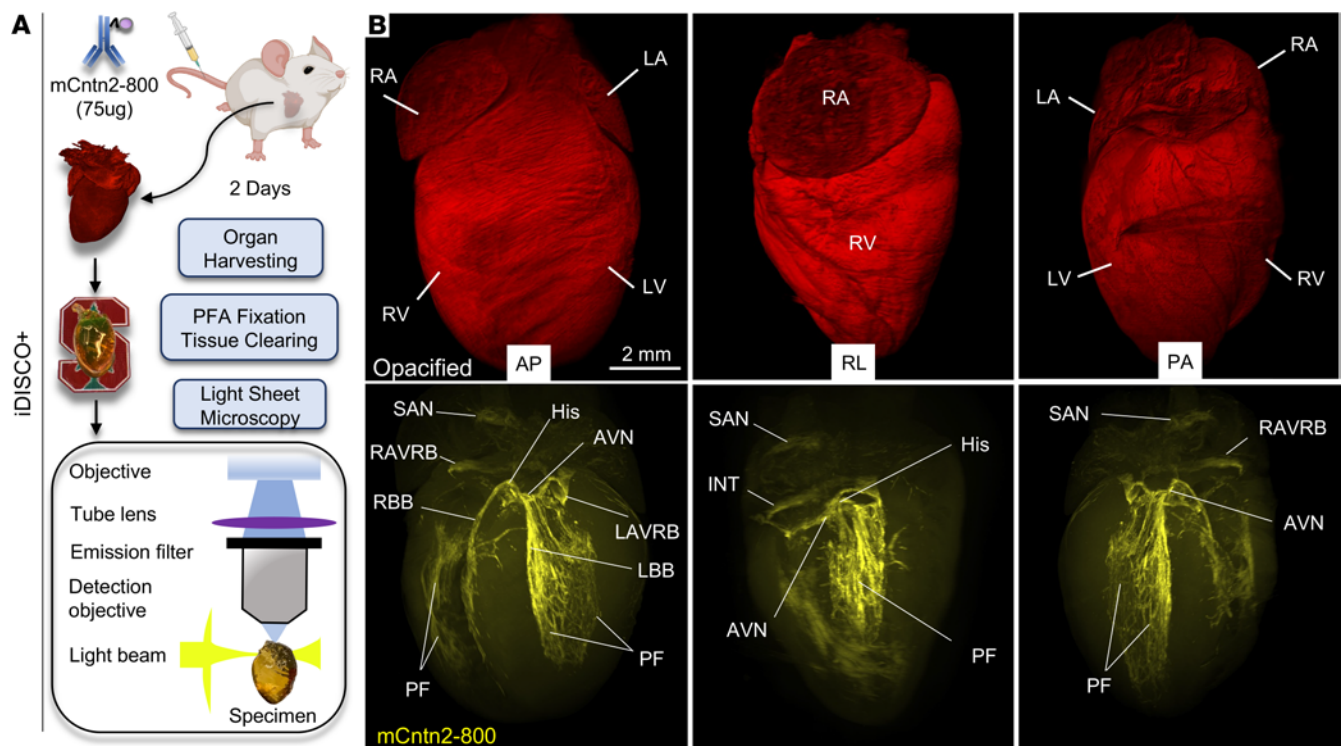 A
mCntn2-800
(75ug)
2 Days
Organ
Harvesting
PFA Fixation
Tissue Clearing
Light Sheet
Microscopy
iDISCO+
S
Objective
Tube lens
Emission filter
Detection
objective
Light beam
Specimen
B
RA
LA
RV
LV
Opacified
AP
2 mm
RA
RV
RL
RA
LA
LV
RV
PA
SAN
His
AVN
RAVRB
RBB
LAVRB
LBB
PF
PF
mCntn2-800
SAN
His
INT
AVN
PF
SAN
RAVRB
AVN
PF